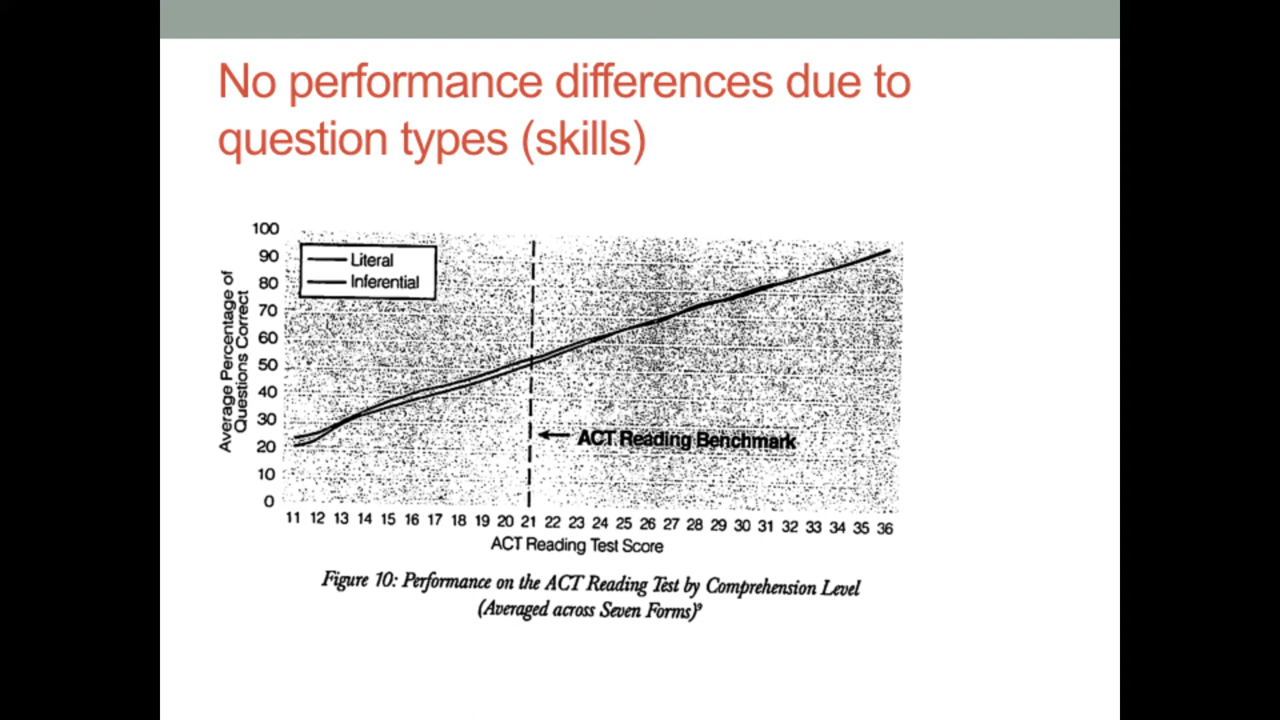 No performance differences due to
question types (skills)
100
90
80
70
60
50
40
30
20
10
0
Average Percentage of
Questions Correct
Literal
Inferential
ACT Reading Benchmark
11 12 13 14 15 16 17 18 19 20 21 22 23 24 25 26 27 28 29 30 31 32 33 34 35 36
ACT Reading Test Score
Figure 10: Performance on the ACT Reading Test by Comprehension Level
(Averaged across Seven Forms)⁹